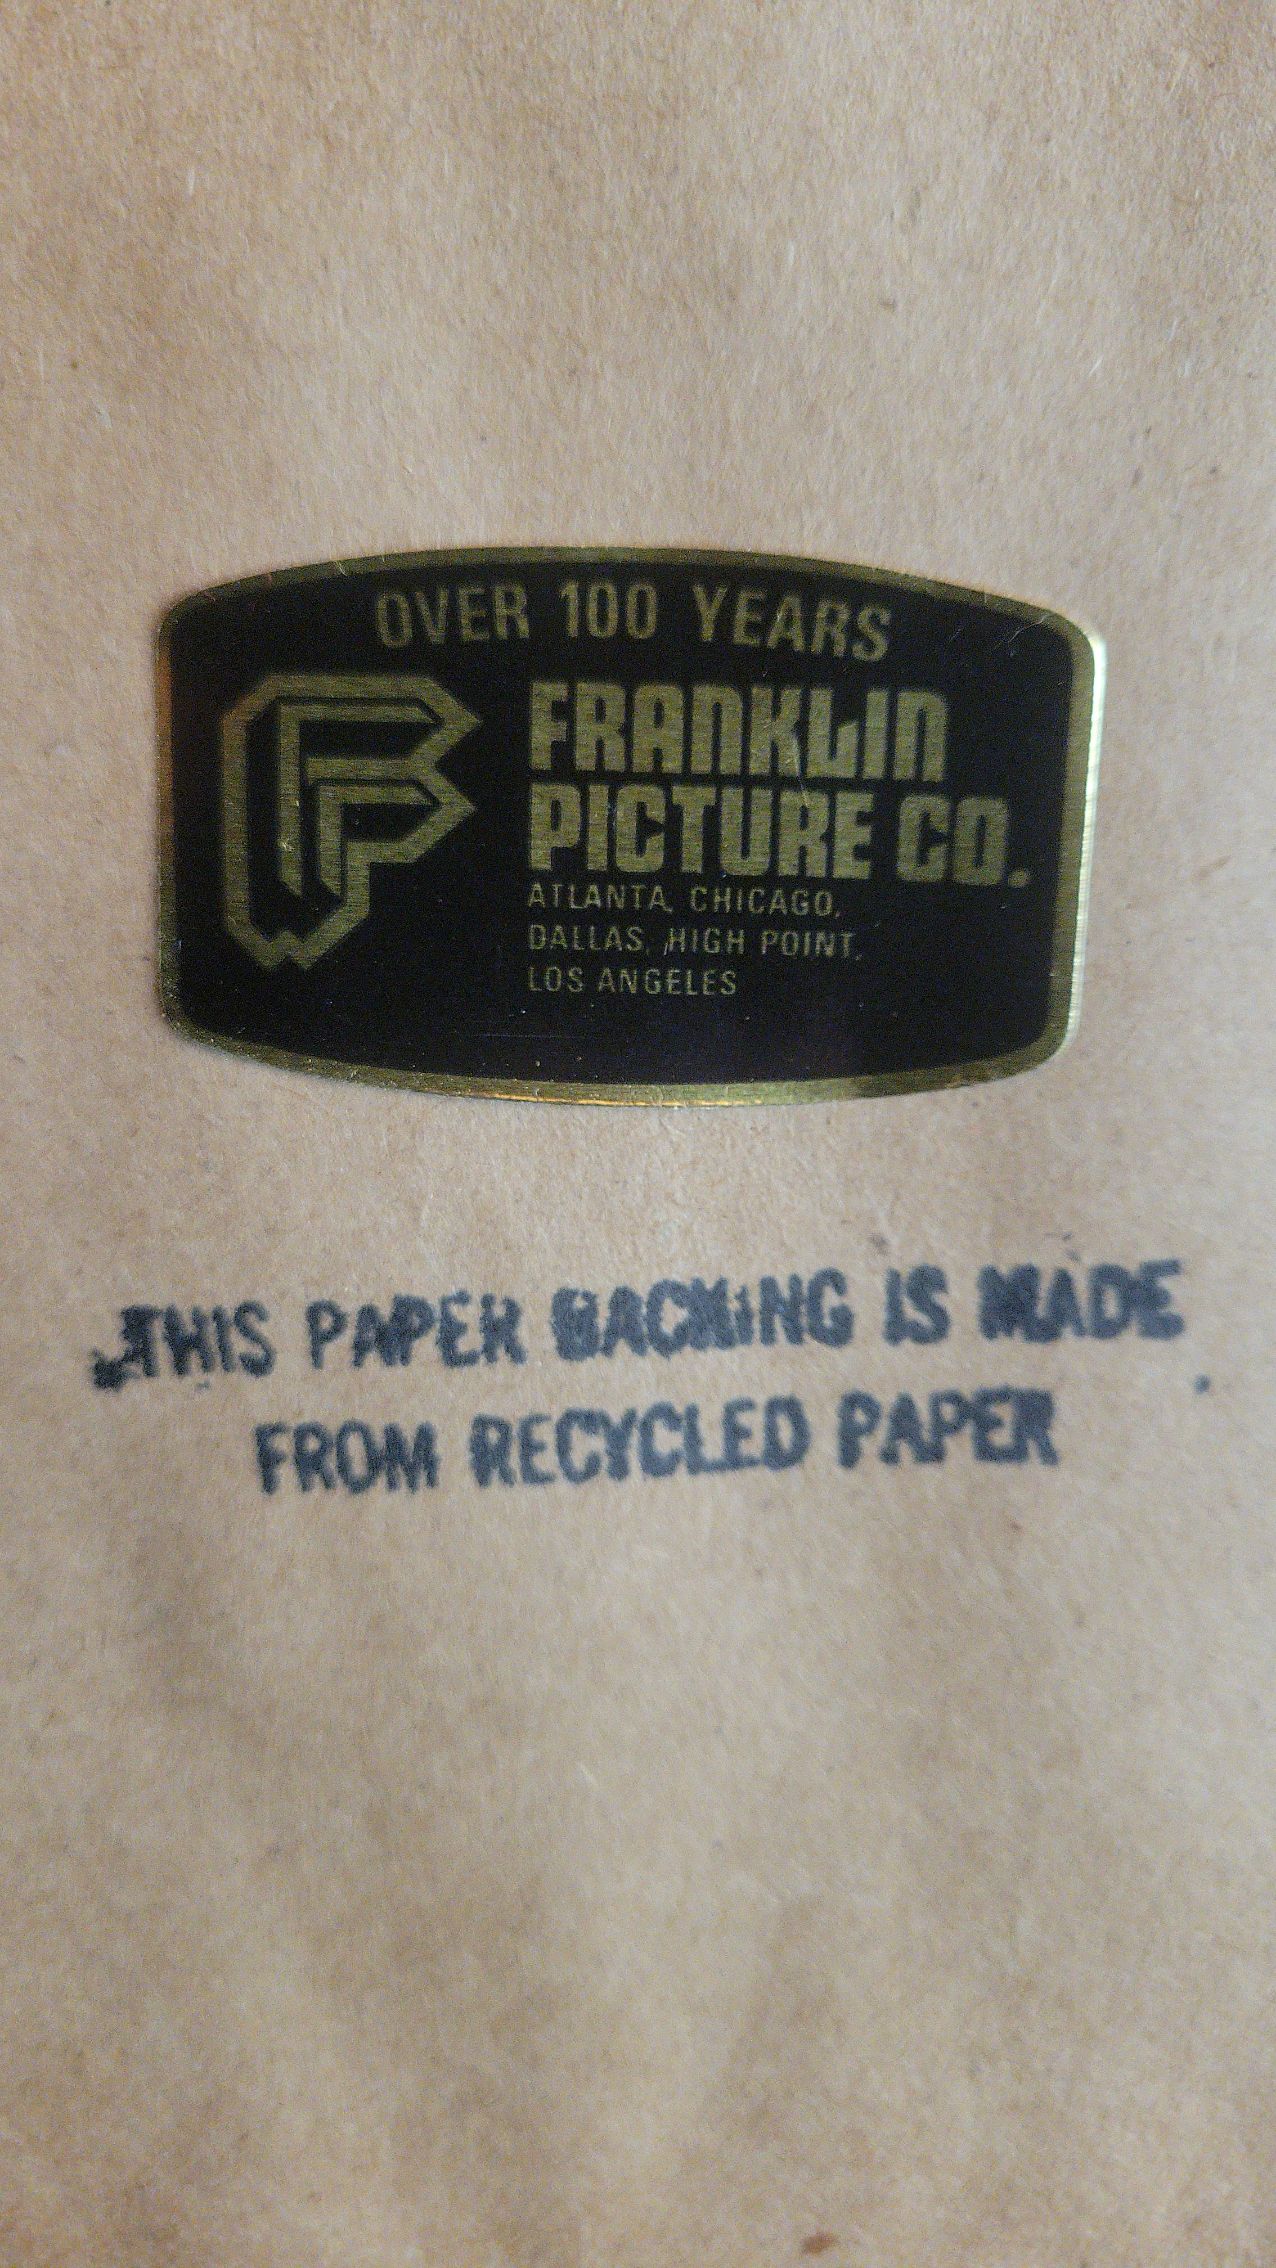 OVER 100 YEARS
FRANKLIN
PICTURE CO.
ATLANTA, CHICAGO,
DALLAS, HIGH POINT,
LOS ANGELES
THIS PAPER BACKING IS MADE
FROM RECYCLED PAPER